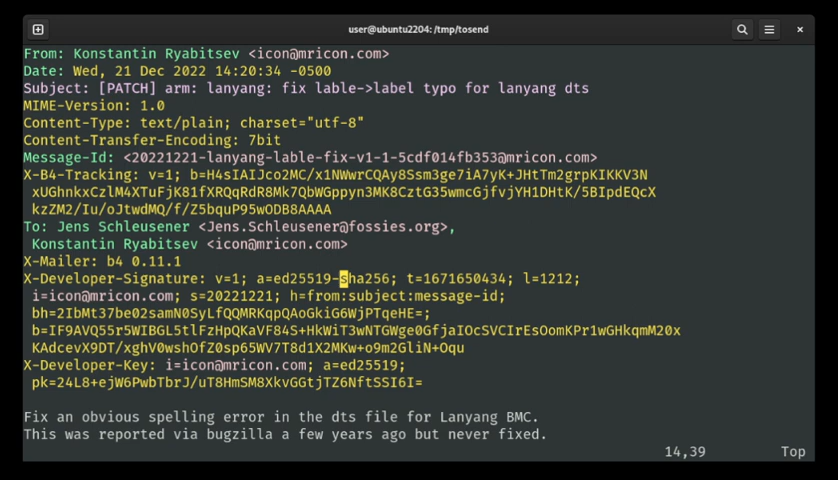 user@ubuntu2204: /tmp/tosend
From: Konstantin Ryabitsev <icon@mricon.com>
Date: Wed, 21 Dec 2022 14:20:34 -0500
Subject: [PATCH] arm: lanyang: fix lable->label typo for lanyang dts
MIME-Version: 1.0
Content-Type: text/plain; charset="utf-8"
Content-Transfer-Encoding: 7bit
Message-Id: <20221221-lanyang-lable-fix-v1-1-5cdf014fb353@mricon.com>
X-B4-Tracking: v=1; b=H4sIAIJco2MC/x1NWwrCQAy8Ssm3ge7iA7yK+JHtTm2grpKIKKV3N
xUGhnkxCzlM4XTuFjK81fXRQqRdR8Mk7QbWGppyn3MK8CztG35wmcGjfvjYH1DHtK/5BIpdEQcX
kzZM2/Iu/oJtwdMQ/f/Z5bquP95wODB8AAAA
To: Jens Schleusener <Jens.Schleusener@fossies.org>,
Konstantin Ryabitsev <icon@mricon.com>
X-Mailer: b4 0.11.1
X-Developer-Signature: v=1; a=ed25519-sha256; t=1671650434; l=1212;
i=icon@mricon.com; s=20221221; h=from:subject:message-id;
bh=2IbMt37be02samN0SyLfQQMRKqpQAoGkiG6WjPTqeHE=;
b=IF9AVQ55r5WIBGL5tlFzHpQKaVF84S+HkWiT3wNTGWge0GfjaIOcSVCIrEsOomKPr1wGHkqmM20x
KAdcevX9DT/xghV0wshOfZ0sp65WV7T8d1X2MKw+o9m2GliN+Oqu
X-Developer-Key: i=icon@mricon.com; a=ed25519;
pk=24L8+ejW6PwbTbrJ/uT8HmSM8XkvGGtjTZ6NftSSI6I=
Fix an obvious spelling error in the dts file for Lanyang BMC.
This was reported via bugzilla a few years ago but never fixed.
14,39 Top